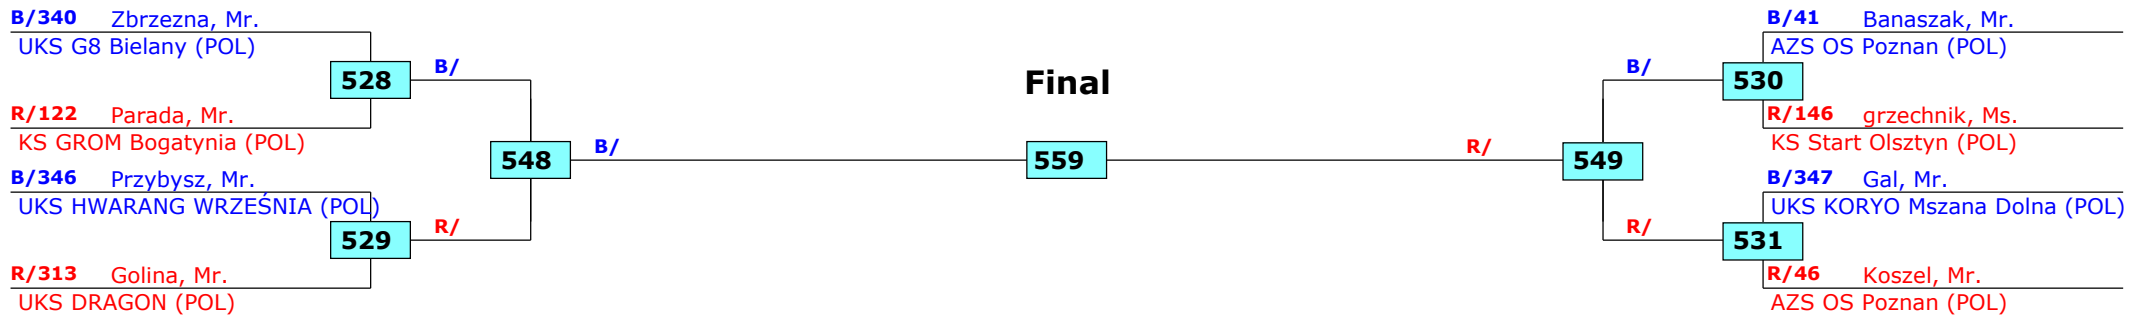 B/340 Zbrzezna, Mr.
UKS G8 Bielany (POL)
528
B/
R/122 Parada, Mr.
KS GROM Bogatynia (POL)
548
B/
B/346 Przybysz, Mr.
UKS HWARANG WRZEŚNIA (POL)
529
R/
R/313 Golina, Mr.
UKS DRAGON (POL)
Final
559
B/41 Banaszak, Mr.
AZS OS Poznan (POL)
B/
530
R/146 grzechnik, Ms.
KS Start Olsztyn (POL)
R/
549
B/347 Gal, Mr.
UKS KORYO Mszana Dolna (POL)
R/
531
R/46 Koszel, Mr.
AZS OS Poznan (POL)